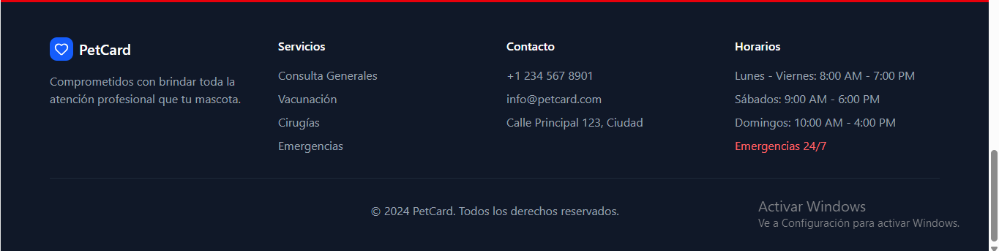 PetCard
Comprometidos con brindar toda la
atención profesional que tu mascota.
Servicios
Consulta Generales
Vacunación
Cirugías
Emergencias
Contacto
+1 234 567 8901
info@petcard.com
Calle Principal 123, Ciudad
Horarios
Lunes - Viernes: 8:00 AM - 7:00 PM
Sábados: 9:00 AM - 6:00 PM
Domingos: 10:00 AM - 4:00 PM
Emergencias 24/7
© 2024 PetCard. Todos los derechos reservados.
Activar Windows
Ve a Configuración para activar Windows.